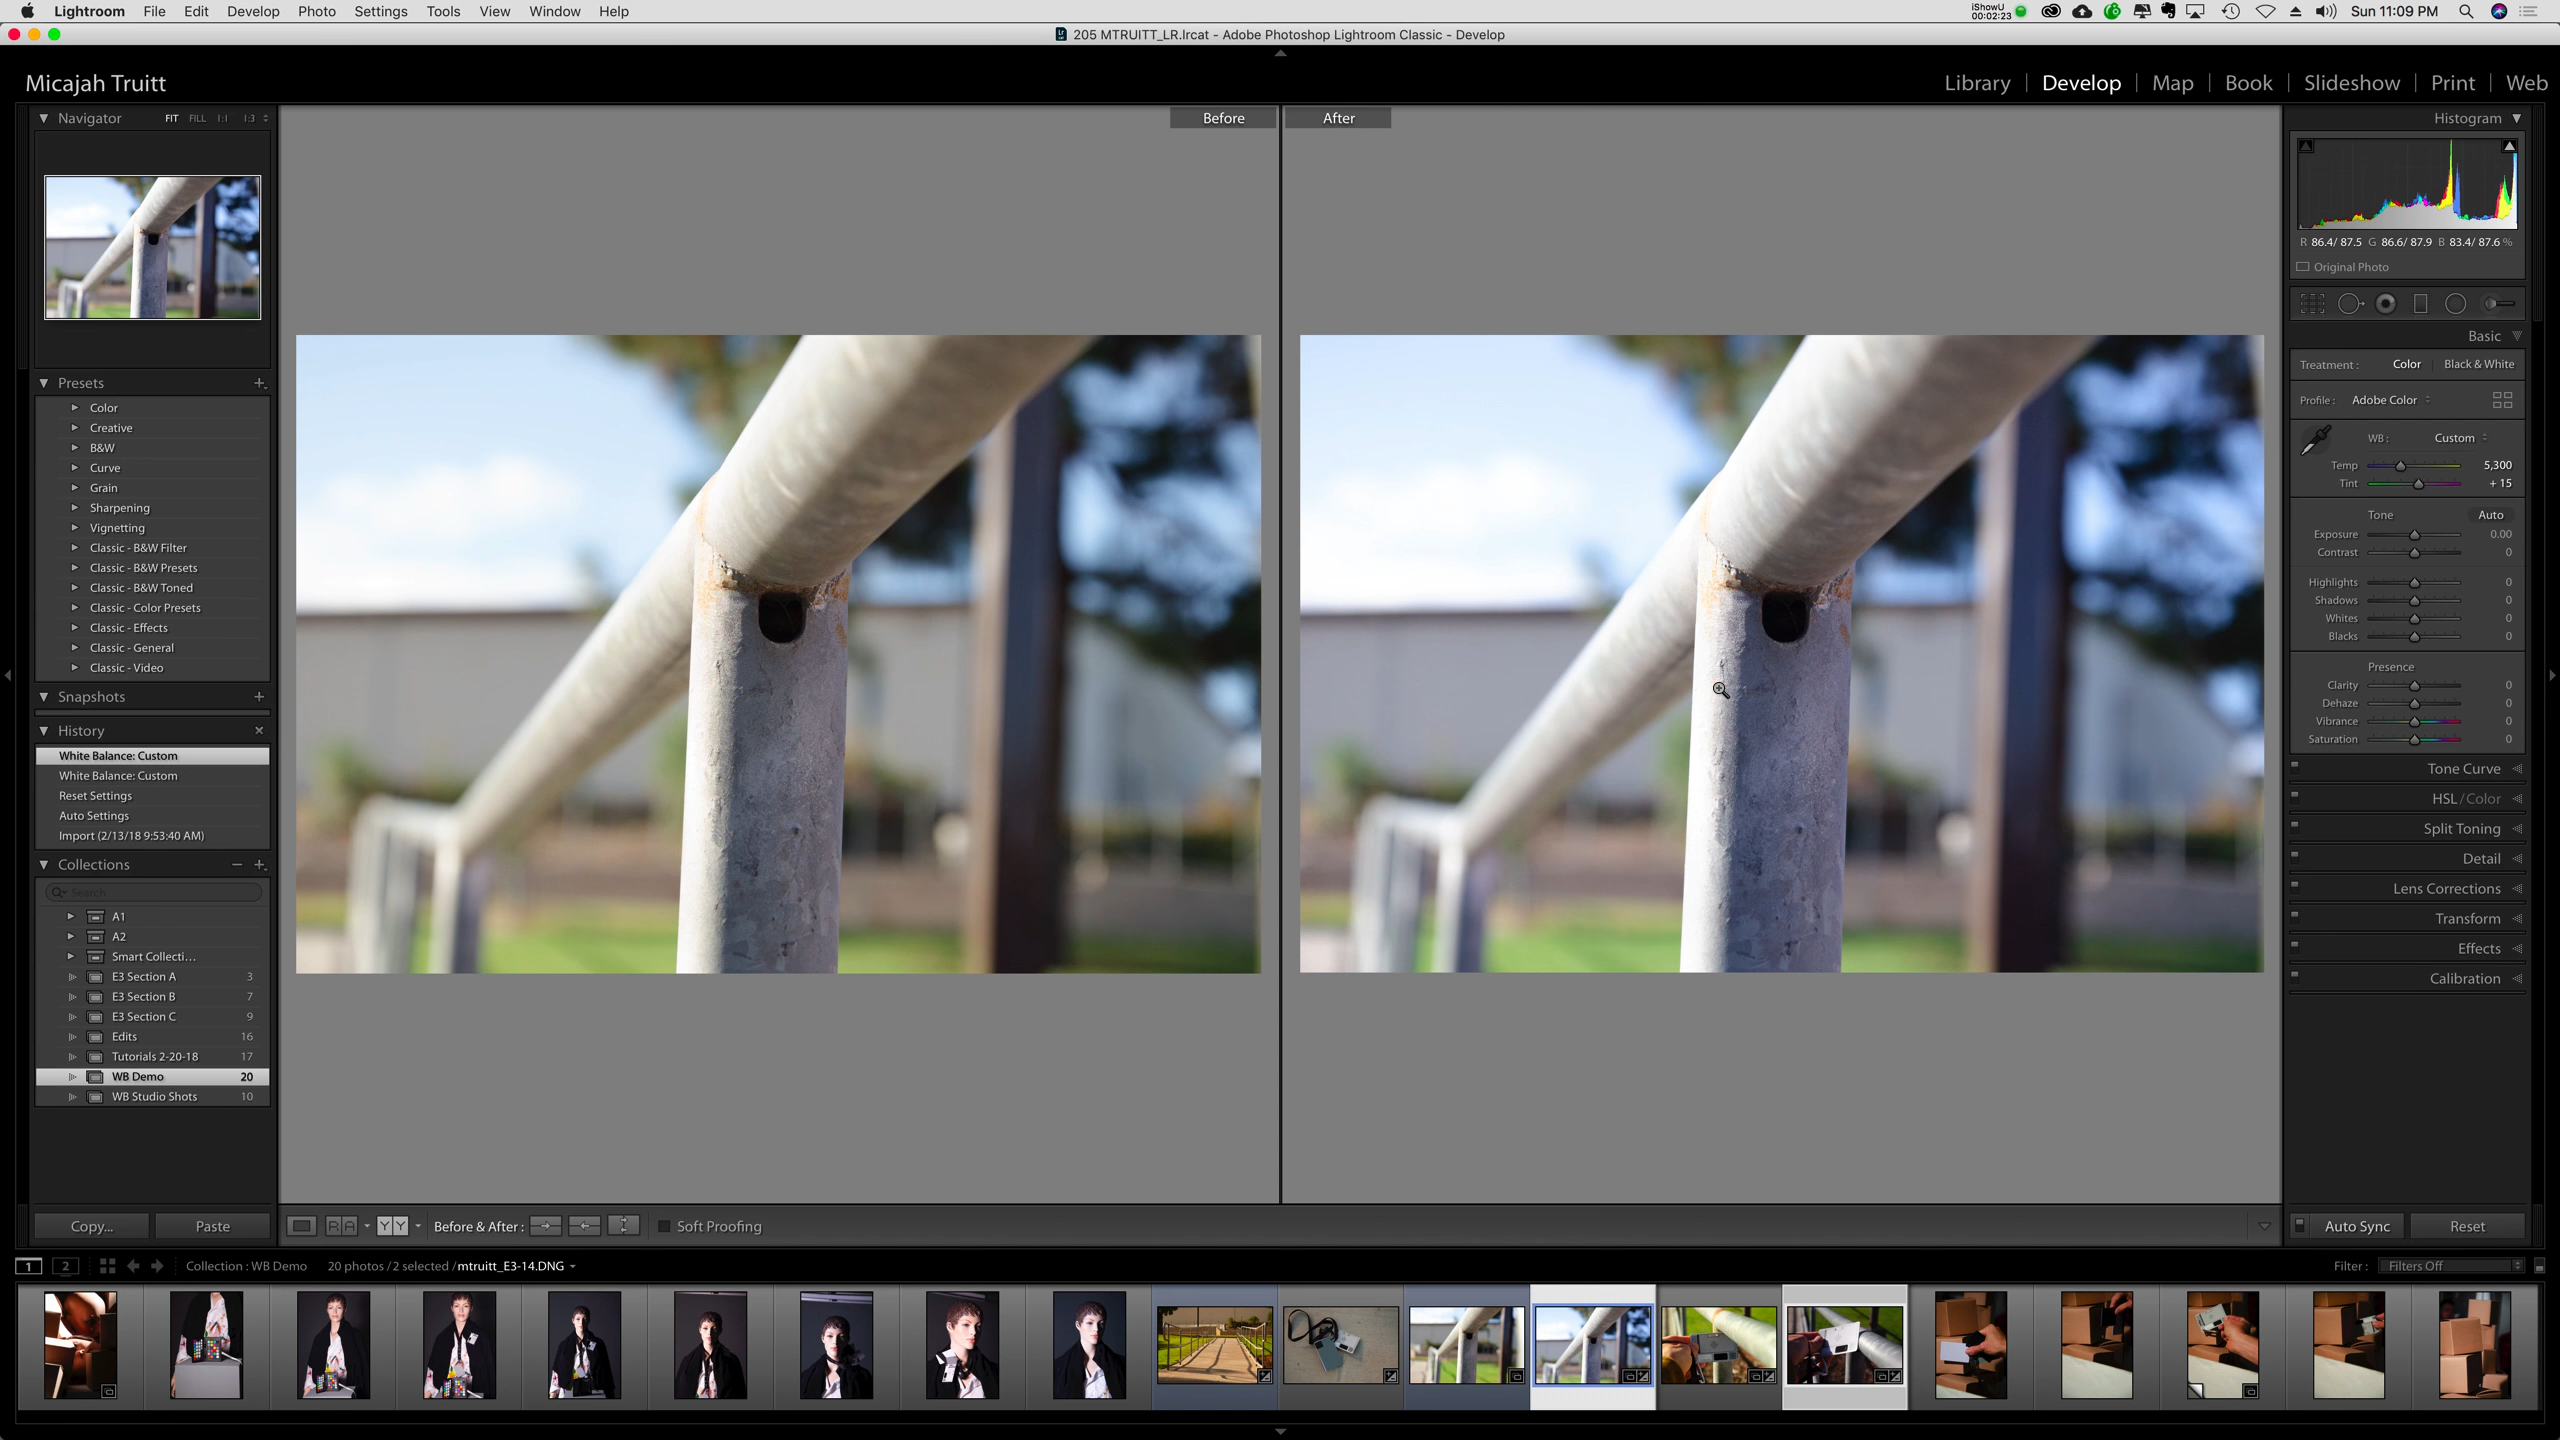 Lightroom File Edit Develop Photo Settings Tools View Window Help
iShowU
00:02:23
Sun 11:09 PM
205 MTRUITT_LR.lrcat - Adobe Photoshop Lightroom Classic - Develop
Micajah Truitt
Library | Develop | Map | Book | Slideshow | Print | Web
Navigator FIT FILL 1:1 1:3
Presets
Color
Creative
B&W
Curve
Grain
Sharpening
Vignetting
Classic - B&W Filter
Classic - B&W Presets
Classic - B&W Toned
Classic - Color Presets
Classic - Effects
Classic - General
Classic - Video
Snapshots
History
White Balance: Custom
White Balance: Custom
Reset Settings
Auto Settings
Import (2/13/18 9:53:40 AM)
Collections
Search
A1
A2
Smart Collecti...
E3 Section A 3
E3 Section B 7
E3 Section C 9
Edits 16
Tutorials 2-20-18 17
WB Demo 20
WB Studio Shots 10
Copy... Paste
Before After
R A Y Y Before & After : Soft Proofing
Histogram
R 86.4/ 87.5 G 86.6/ 87.9 B 83.4/ 87.6 %
Original Photo
Basic
Treatment : Color | Black & White
Profile : Adobe Color
WB : Custom
Temp 5,300
Tint + 15
Tone Auto
Exposure 0.00
Contrast 0
Highlights 0
Shadows 0
Whites 0
Blacks 0
Presence
Clarity 0
Dehaze 0
Vibrance 0
Saturation 0
Tone Curve
HSL / Color
Split Toning
Detail
Lens Corrections
Transform
Effects
Calibration
Auto Sync Reset
1 2 Collection : WB Demo 20 photos / 2 selected / mtruitt_E3-14.DNG
Filter : Filters Off